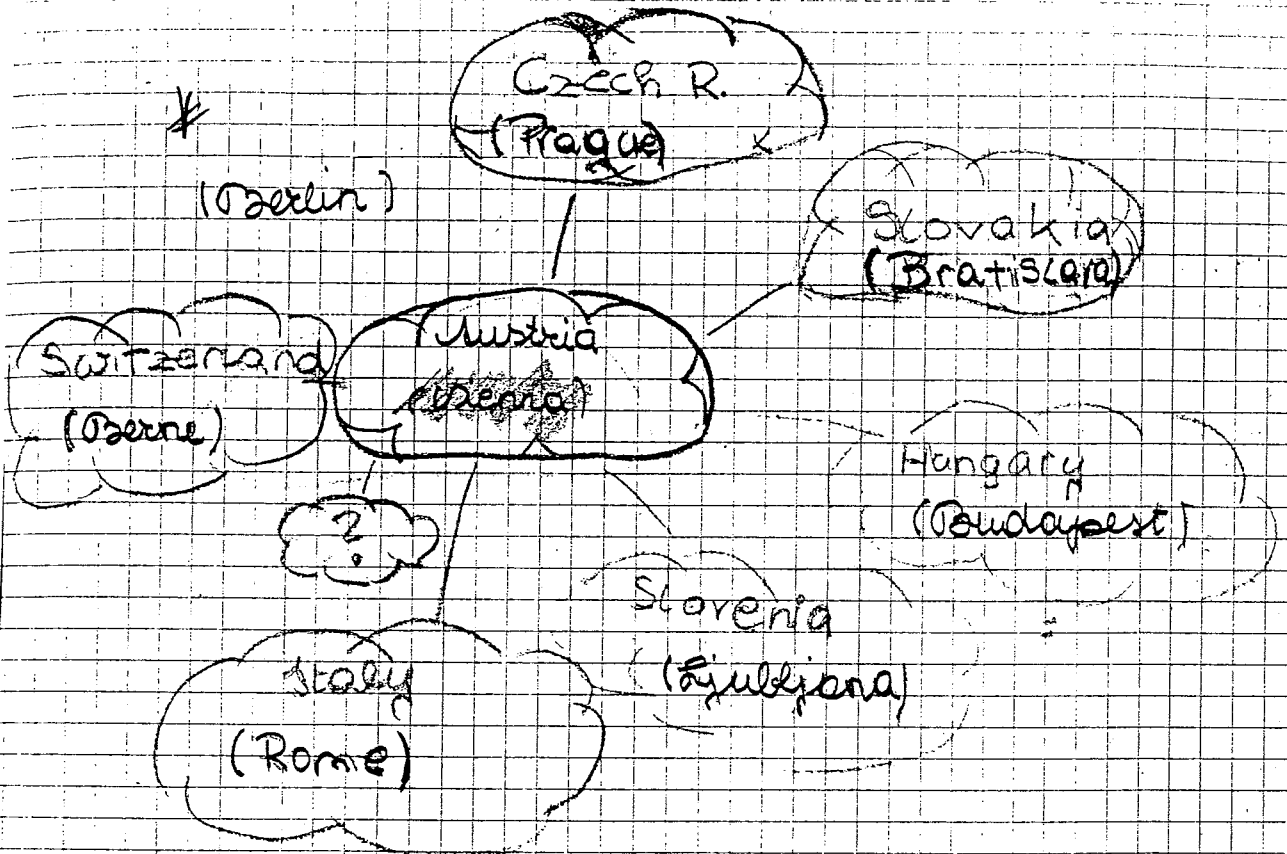 Czech R.
(Prague)
*
(Berlin)
Slovakia
(Bratislava)
Austria
Switzerland
(Berne)
Hungary
(Budapest)
?
Slovenia
(Ljubljana)
Italy
(Rome)